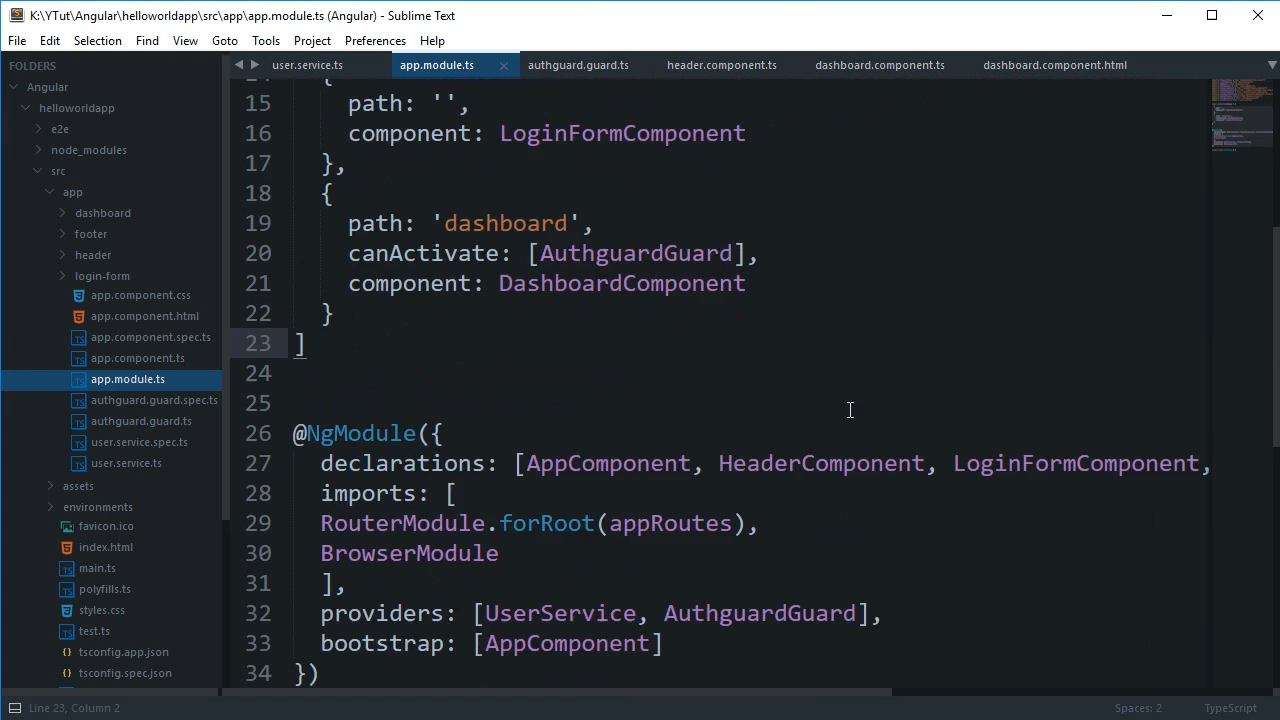 K:\YTut\Angular\helloworldapp\src\app\app.module.ts (Angular) - Sublime Text
File Edit Selection Find View Goto Tools Project Preferences Help
FOLDERS
Angular
helloworldapp
e2e
node_modules
src
app
dashboard
footer
header
login-form
app.component.css
app.component.html
app.component.spec.ts
app.component.ts
app.module.ts
authguard.guard.spec.ts
authguard.guard.ts
user.service.spec.ts
user.service.ts
assets
environments
favicon.ico
index.html
main.ts
polyfills.ts
styles.css
test.ts
tsconfig.app.json
tsconfig.spec.json
user.service.ts app.module.ts authguard.guard.ts header.component.ts dashboard.component.ts dashboard.component.html
14 {
15 path: '',
16 component: LoginFormComponent
17 },
18 {
19 path: 'dashboard',
20 canActivate: [AuthguardGuard],
21 component: DashboardComponent
22 }
23 ]
24
25
26 @NgModule({
27 declarations: [AppComponent, HeaderComponent, LoginFormComponent,
28 imports: [
29 RouterModule.forRoot(appRoutes),
30 BrowserModule
31 ],
32 providers: [UserService, AuthguardGuard],
33 bootstrap: [AppComponent]
34 })
Line 23, Column 2 Spaces: 2 TypeScript